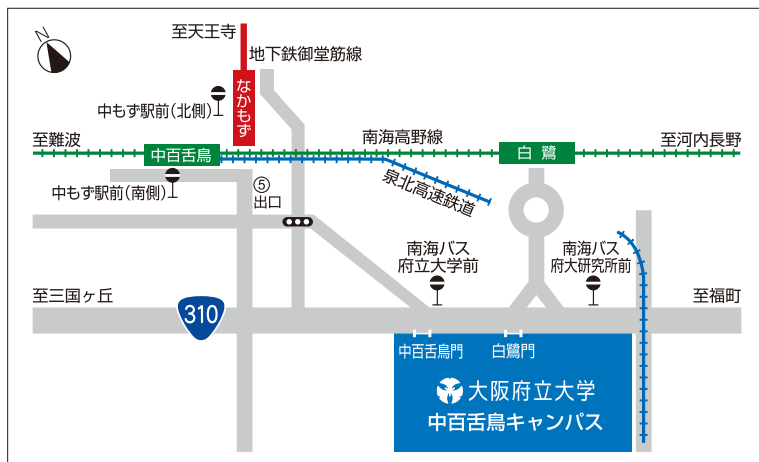 N
至天王寺
地下鉄御堂筋線
なかもず
中もず駅前(北側)
至難波
南海高野線
至河内長野
中百舌鳥
白鷺
泉北高速鉄道
中もず駅前(南側)
⑤
出口
南海バス
府立大学前
南海バス
府大研究所前
至三国ヶ丘
310
至福町
中百舌鳥門
白鷺門
大阪府立大学
中百舌鳥キャンパス